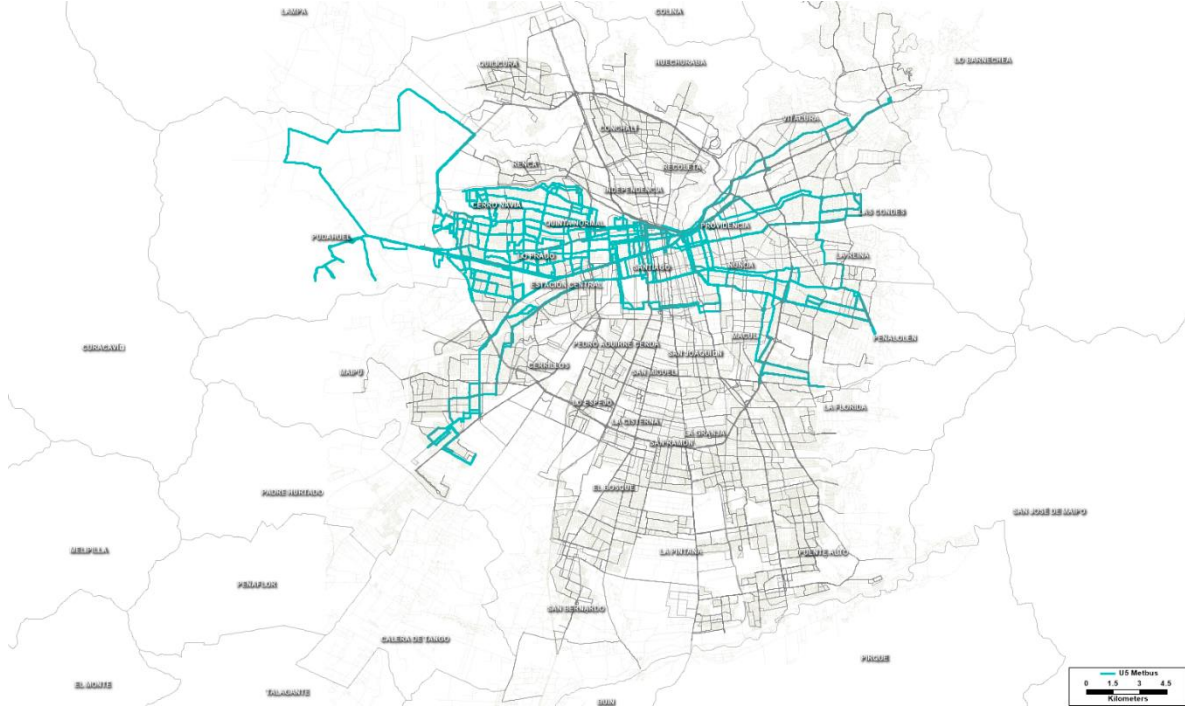 LAMPA
COLINA
QUILICURA
HUECHURABA
LO BARNECHEA
VITACURA
CONCHALÍ
RENCA
RECOLETA
INDEPENDENCIA
CERRO NAVIA
LAS CONDES
QUINTA NORMAL
PROVIDENCIA
PUDAHUEL
LO PRADO
SANTIAGO
ÑUÑOA
LA REINA
ESTACIÓN CENTRAL
CURACAVÍ
PEDRO AGUIRRE CERDA
MACUL
PEÑALOLÉN
SAN JOAQUÍN
MAIPÚ
CERRILLOS
SAN MIGUEL
LO ESPEJO
LA FLORIDA
LA CISTERNA
LA GRANJA
SAN RAMÓN
PADRE HURTADO
EL BOSQUE
SAN JOSÉ DE MAIPO
MELIPILLA
LA PINTANA
PUENTE ALTO
PEÑAFLOR
SAN BERNARDO
CALERA DE TANGO
PIRQUE
EL MONTE
TALAGANTE
BUIN
U5 Metbus
0 1.5 3 4.5
Kilometers